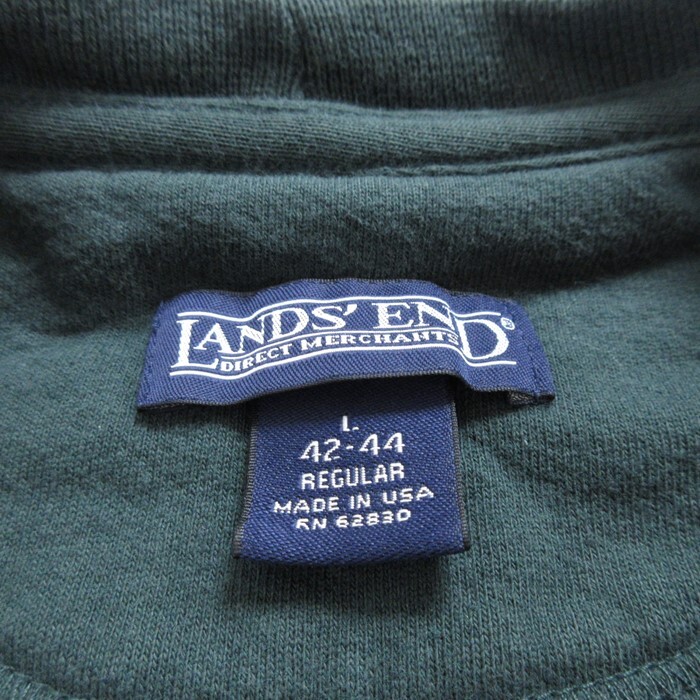 LANDS' END®
DIRECT MERCHANTS
L
42-44
REGULAR
MADE IN USA
RN 62830